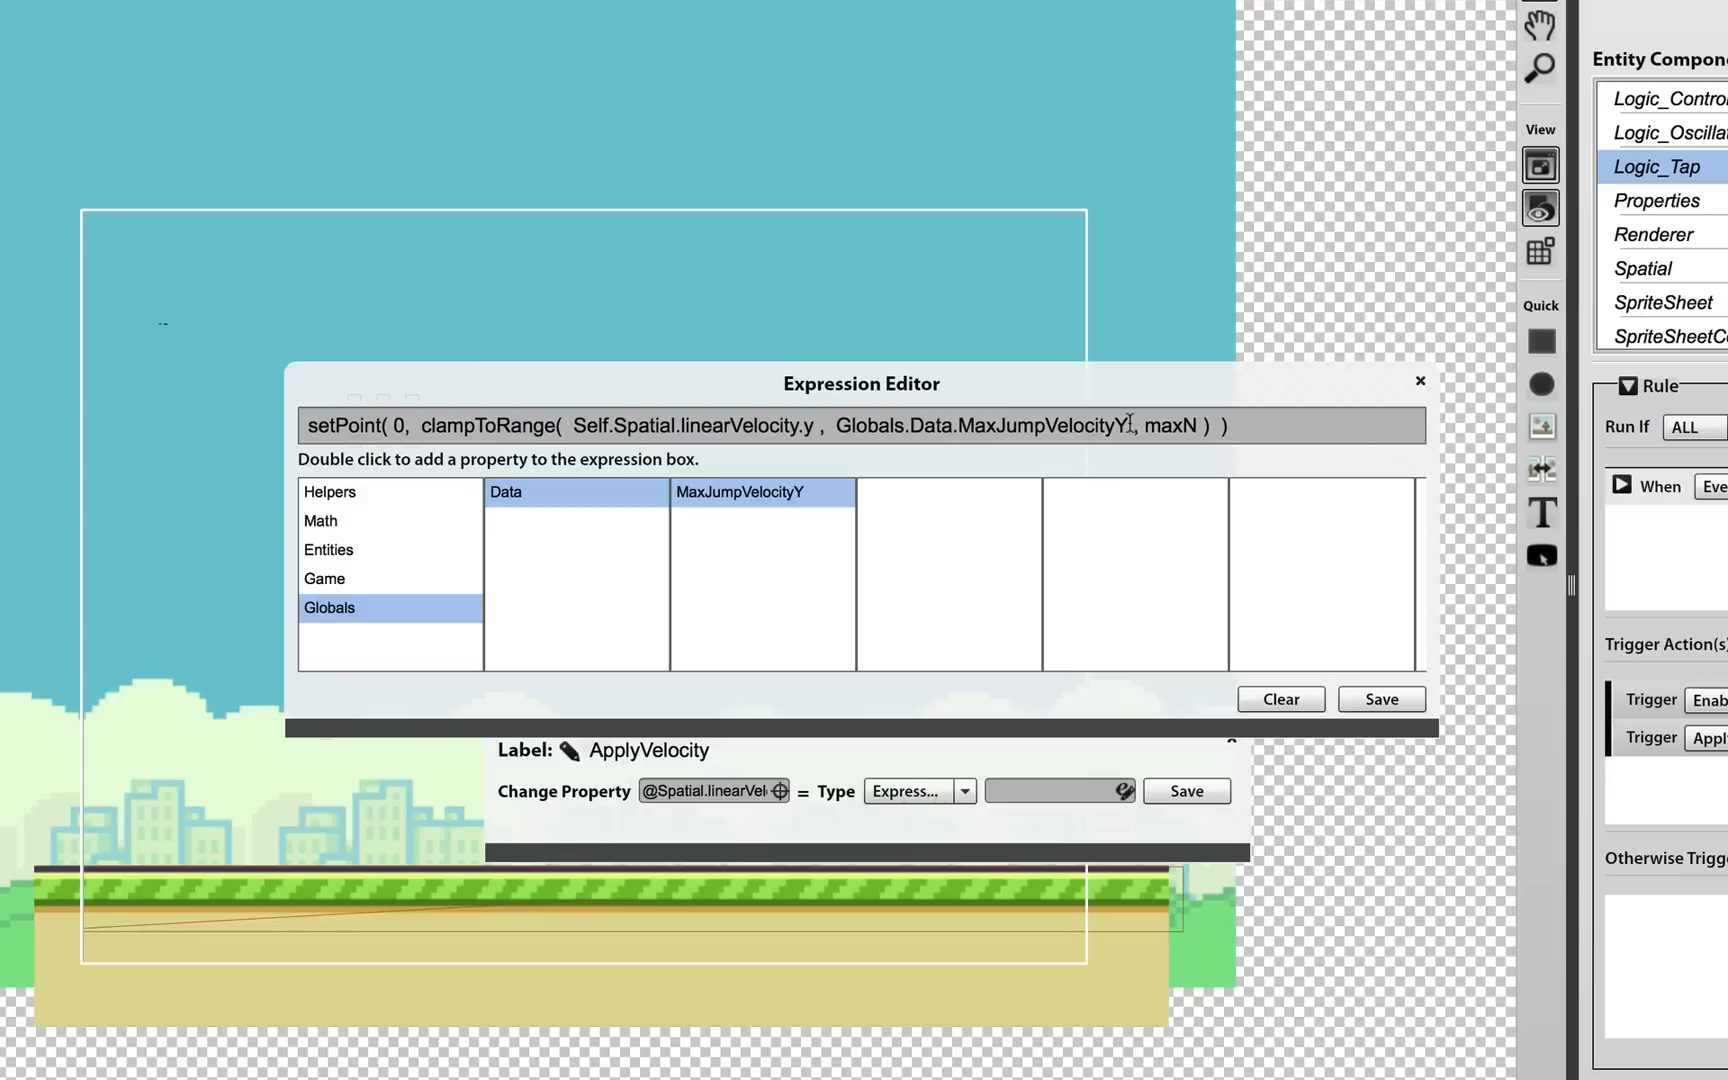 Entity Compon
Logic_Contro
Logic_Oscilla
View
Logic_Tap
Properties
Renderer
Spatial
SpriteSheet
SpriteSheetCo
Quick
Rule
Run If ALL
When Eve
Trigger Action(s)
Trigger Enab
Trigger Appl
Otherwise Trigge
T
Expression Editor
×
setPoint( 0, clampToRange( Self.Spatial.linearVelocity.y , Globals.Data.MaxJumpVelocityY, maxN ) )
Double click to add a property to the expression box.
Helpers
Math
Entities
Game
Globals
Data
MaxJumpVelocityY
Clear
Save
Label: ApplyVelocity
Change Property @Spatial.linearVel = Type Express... Save